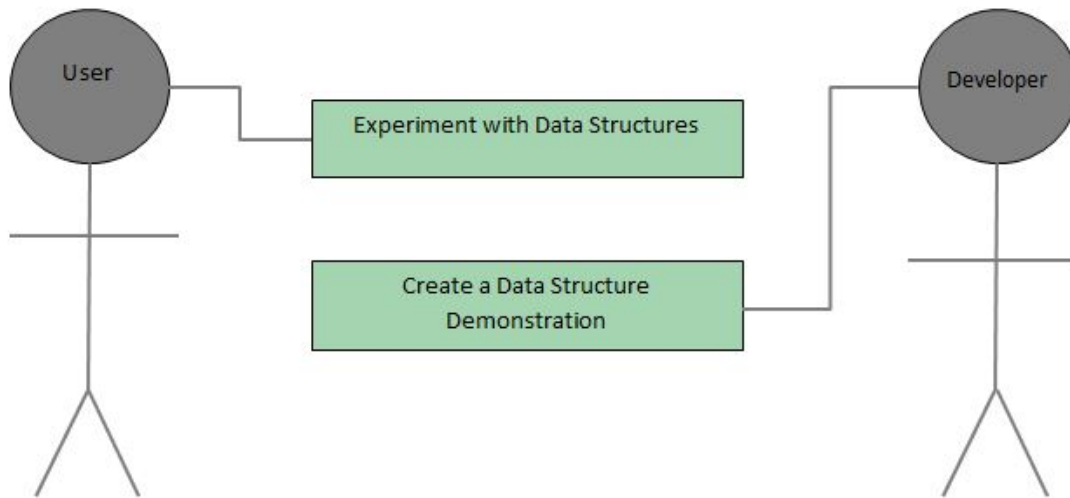 User
Developer
Experiment with Data Structures
Create a Data Structure
Demonstration